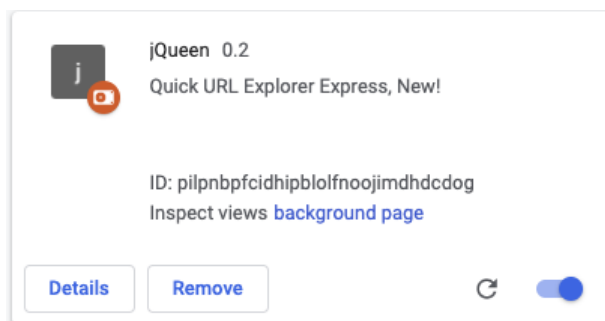 j
jQueen 0.2
Quick URL Explorer Express, New!
ID: pilpnbpfcidhipblolfnoojimdhdcdog
Inspect views background page
Details Remove